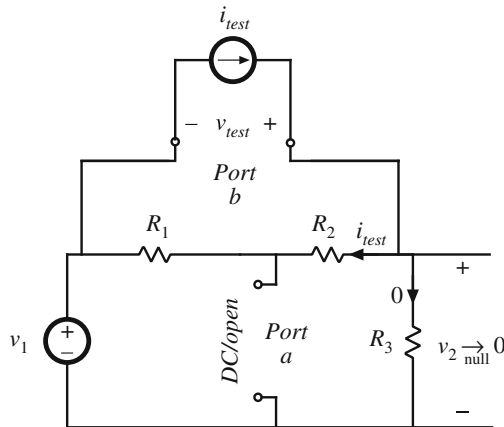 i_test
− v_test +
Port
b
R_1
R_2
i_test
+
0
v_1
+
−
DC/open
Port
a
R_3
v_2 → 0
null
−